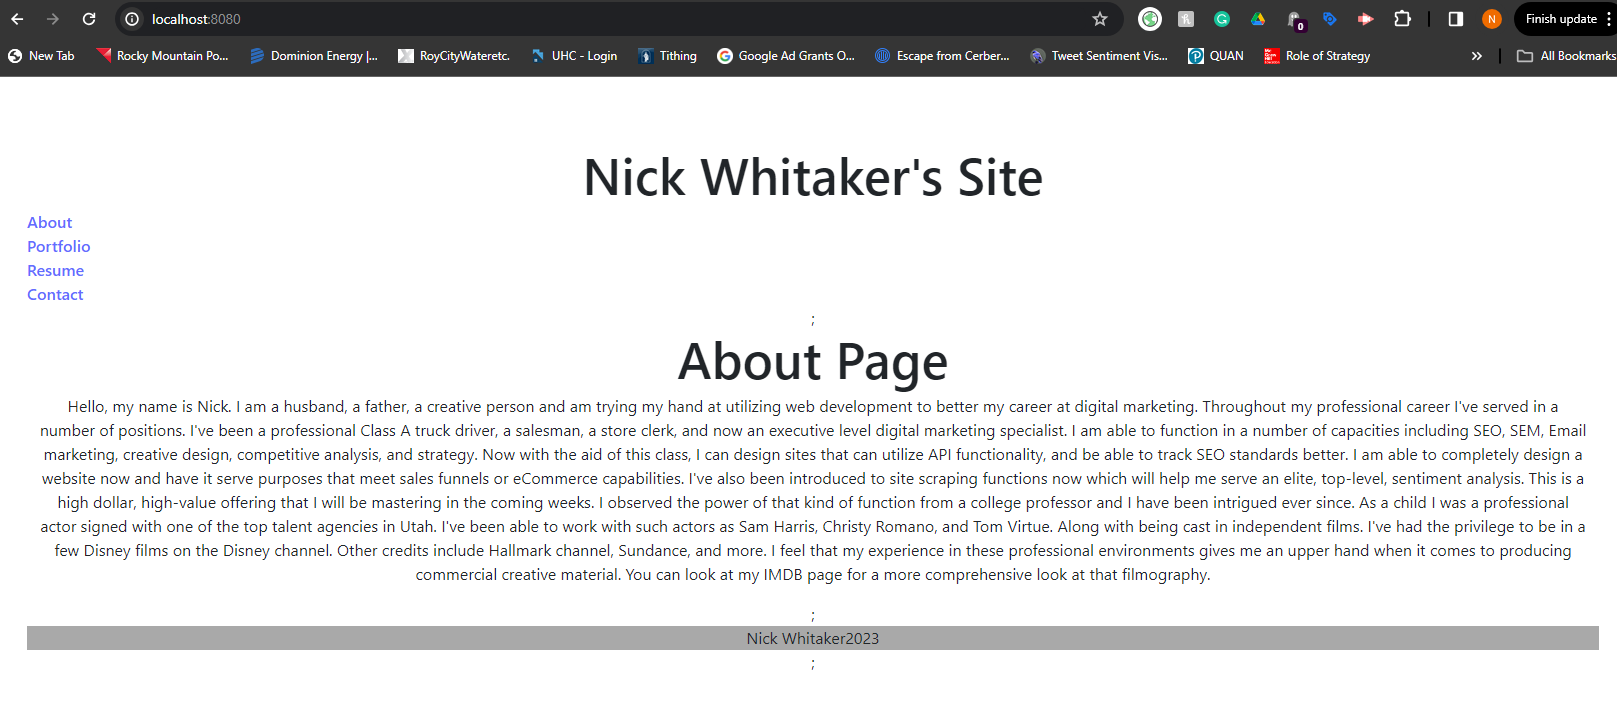 localhost:8080
Finish update
New Tab Rocky Mountain Po... Dominion Energy |... RoyCityWateretc. UHC - Login Tithing Google Ad Grants O... Escape from Cerber... Tweet Sentiment Vis... QUAN Role of Strategy » All Bookmarks
Nick Whitaker's Site
About
Portfolio
Resume
Contact
;
About Page
Hello, my name is Nick. I am a husband, a father, a creative person and am trying my hand at utilizing web development to better my career at digital marketing. Throughout my professional career I've served in a
number of positions. I've been a professional Class A truck driver, a salesman, a store clerk, and now an executive level digital marketing specialist. I am able to function in a number of capacities including SEO, SEM, Email
marketing, creative design, competitive analysis, and strategy. Now with the aid of this class, I can design sites that can utilize API functionality, and be able to track SEO standards better. I am able to completely design a
website now and have it serve purposes that meet sales funnels or eCommerce capabilities. I've also been introduced to site scraping functions now which will help me serve an elite, top-level, sentiment analysis. This is a
high dollar, high-value offering that I will be mastering in the coming weeks. I observed the power of that kind of function from a college professor and I have been intrigued ever since. As a child I was a professional
actor signed with one of the top talent agencies in Utah. I've been able to work with such actors as Sam Harris, Christy Romano, and Tom Virtue. Along with being cast in independent films. I've had the privilege to be in a
few Disney films on the Disney channel. Other credits include Hallmark channel, Sundance, and more. I feel that my experience in these professional environments gives me an upper hand when it comes to producing
commercial creative material. You can look at my IMDB page for a more comprehensive look at that filmography.
;
Nick Whitaker2023
;